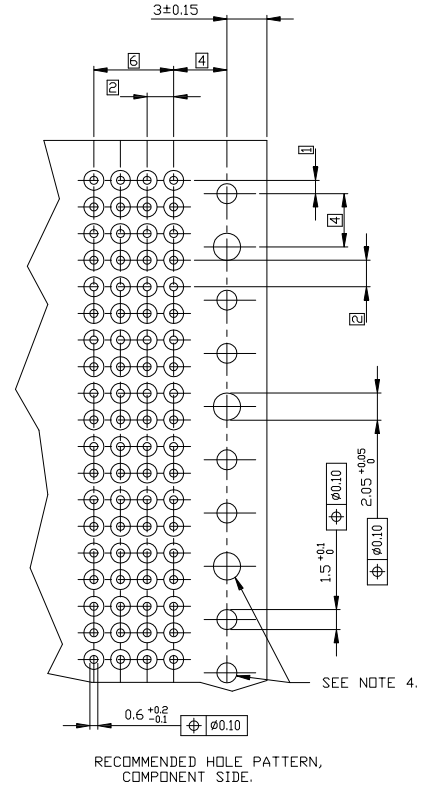 3±0.15
6
4
2
1
4
2
2.05 +0.05 0
⌖ Ø0.10
⌖ Ø0.10
1.5 +0.1 0
SEE NOTE 4.
0.6 +0.2 -0.1
⌖ Ø0.10
RECOMMENDED HOLE PATTERN,
COMPONENT SIDE.